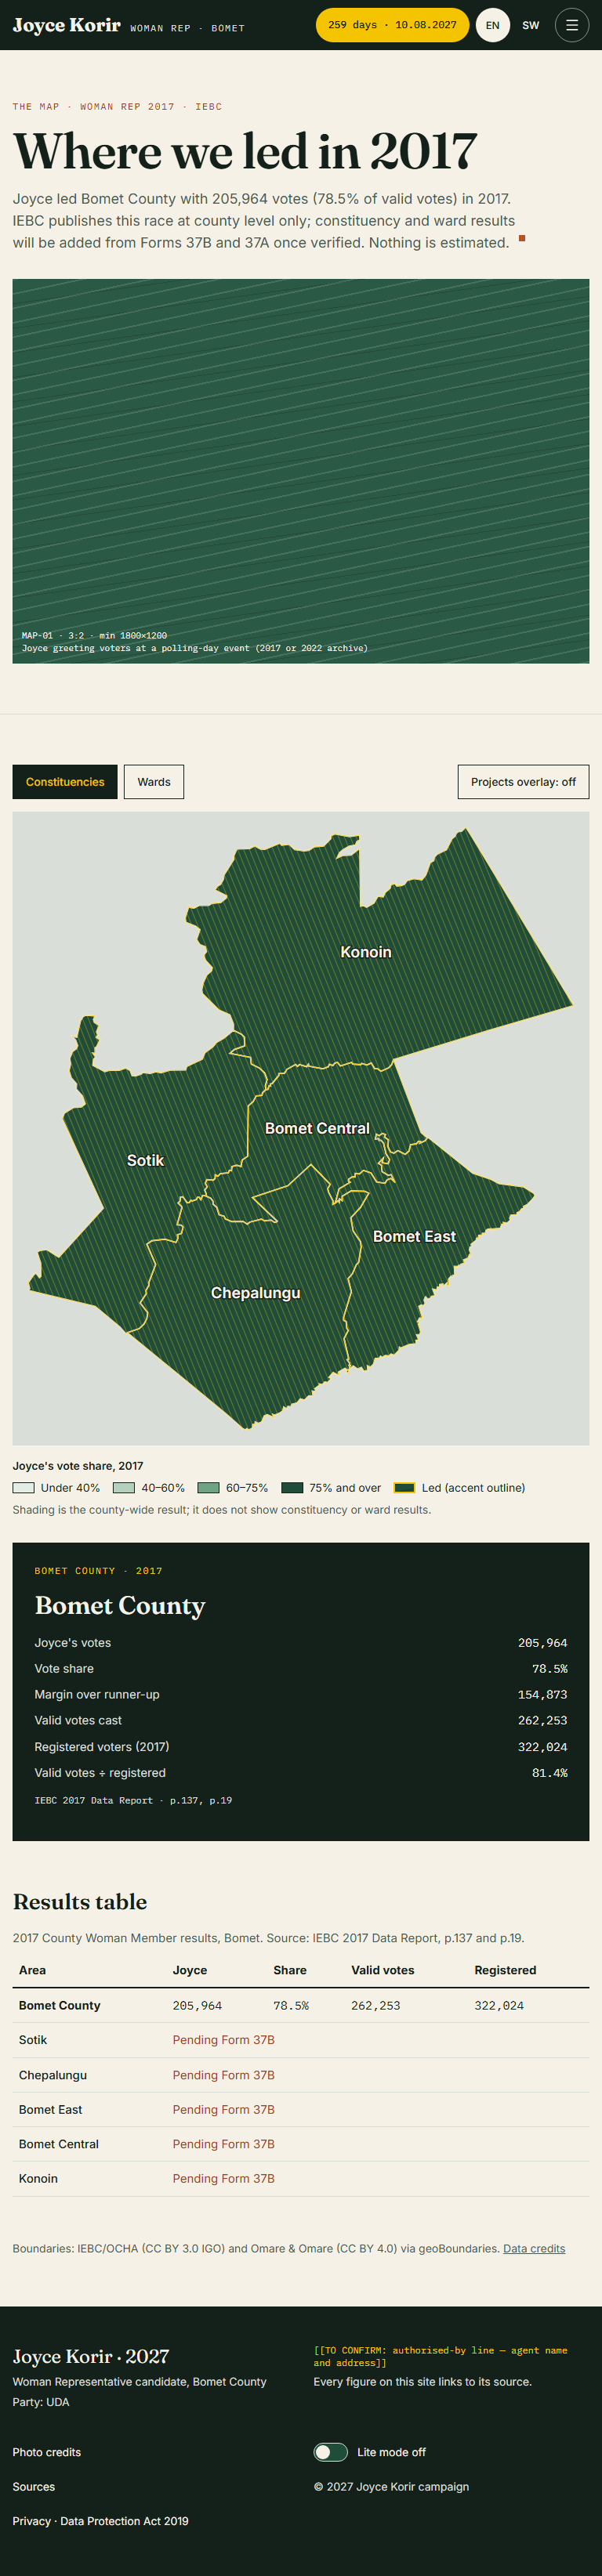 Joyce Korir WOMAN REP · BOMET
259 days · 10.08.2027
EN
SW
THE MAP · WOMAN REP 2017 · IEBC
Where we led in 2017
Joyce led Bomet County with 205,964 votes (78.5% of valid votes) in 2017.
IEBC publishes this race at county level only; constituency and ward results
will be added from Forms 37B and 37A once verified. Nothing is estimated.
MAP-01 · 3:2 · min 1800×1200
Joyce greeting voters at a polling-day event (2017 or 2022 archive)
Constituencies
Wards
Projects overlay: off
Konoin
Bomet Central
Sotik
Bomet East
Chepalungu
Joyce's vote share, 2017
Under 40% 40–60% 60–75% 75% and over Led (accent outline)
Shading is the county-wide result; it does not show constituency or ward results.
BOMET COUNTY · 2017
Bomet County
Joyce's votes 205,964
Vote share 78.5%
Margin over runner-up 154,873
Valid votes cast 262,253
Registered voters (2017) 322,024
Valid votes ÷ registered 81.4%
IEBC 2017 Data Report · p.137, p.19
Results table
2017 County Woman Member results, Bomet. Source: IEBC 2017 Data Report, p.137 and p.19.
Area Joyce Share Valid votes Registered
Bomet County 205,964 78.5% 262,253 322,024
Sotik Pending Form 37B
Chepalungu Pending Form 37B
Bomet East Pending Form 37B
Bomet Central Pending Form 37B
Konoin Pending Form 37B
Boundaries: IEBC/OCHA (CC BY 3.0 IGO) and Omare & Omare (CC BY 4.0) via geoBoundaries. Data credits
Joyce Korir · 2027
Woman Representative candidate, Bomet County
Party: UDA
[[TO CONFIRM: authorised-by line — agent name
and address]]
Every figure on this site links to its source.
Photo credits
Lite mode off
Sources
© 2027 Joyce Korir campaign
Privacy · Data Protection Act 2019